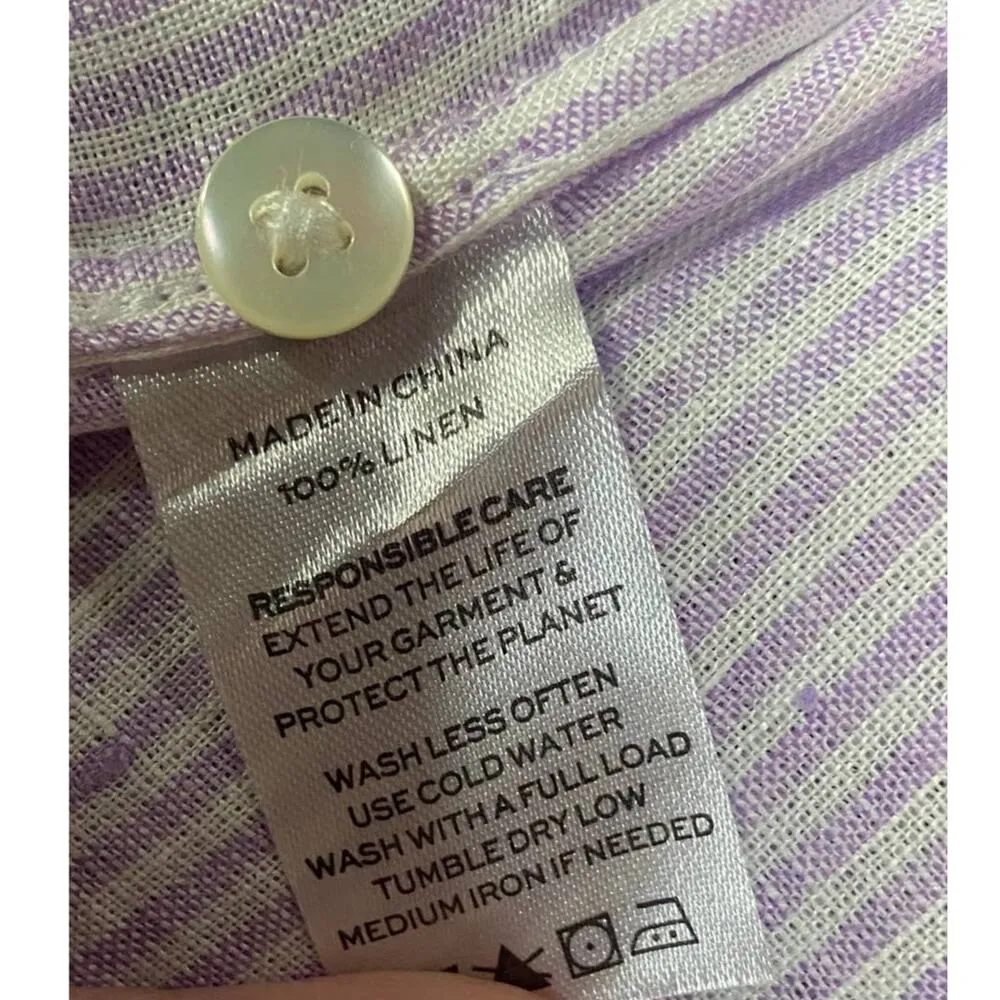 MADE IN CHINA
100% LINEN
RESPONSIBLE CARE
EXTEND THE LIFE OF
YOUR GARMENT &
PROTECT THE PLANET
WASH LESS OFTEN
USE COLD WATER
WASH WITH A FULL LOAD
TUMBLE DRY LOW
MEDIUM IRON IF NEEDED